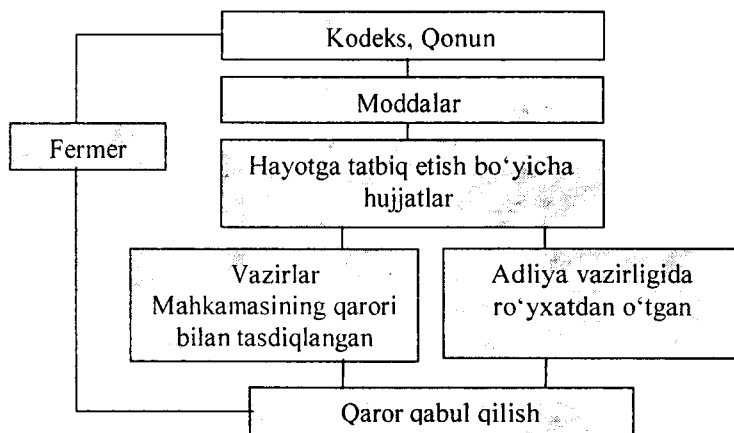 Kodeks, Qonun
Moddalar
Fermer
Hayotga tatbiq etish bo‘yicha
hujjatlar
Vazirlar
Mahkamasining qarori
bilan tasdiqlangan
Adliya vazirligida
ro‘yxatdan o‘tgan
Qaror qabul qilish